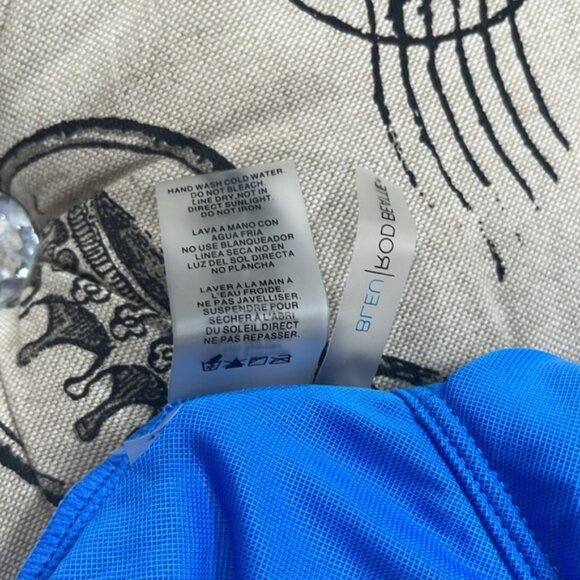 HAND WASH COLD WATER.
DO NOT BLEACH.
LINE DRY, NOT IN
DIRECT SUNLIGHT.
DO NOT IRON.
LAVA A MANO CON
AGUA FRIA
NO USE BLANQUEADOR
LINEA SECA NO EN
LUZ DEL SOL DIRECTA
NO PLANCHA
LAVER À LA MAIN À
L'EAU FROIDE.
NE PAS JAVELLISER.
SUSPENDRE POUR
SÉCHER À L'ABRI
DU SOLEIL DIRECT
NE PAS REPASSER.
BLEU | ROD BEATTIE